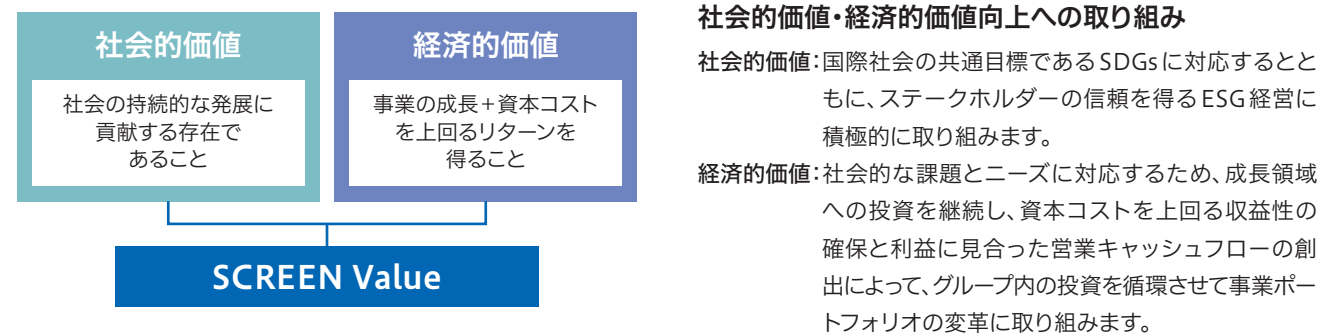 社会的価値
社会の持続的な発展に
貢献する存在で
あること
経済的価値
事業の成長+資本コスト
を上回るリターンを
得ること
SCREEN Value
社会的価値・経済的価値向上への取り組み
社会的価値:国際社会の共通目標であるSDGsに対応するとと
もに、ステークホルダーの信頼を得るESG経営に
積極的に取り組みます。
経済的価値:社会的な課題とニーズに対応するため、成長領域
への投資を継続し、資本コストを上回る収益性の
確保と利益に見合った営業キャッシュフローの創
出によって、グループ内の投資を循環させて事業ポー
トフォリオの変革に取り組みます。